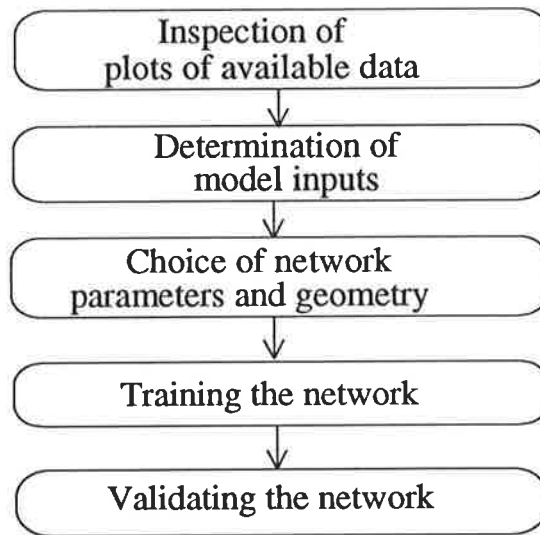 Inspection of
plots of available data
Determination of
model inputs
Choice of network
parameters and geometry
Training the network
Validating the network